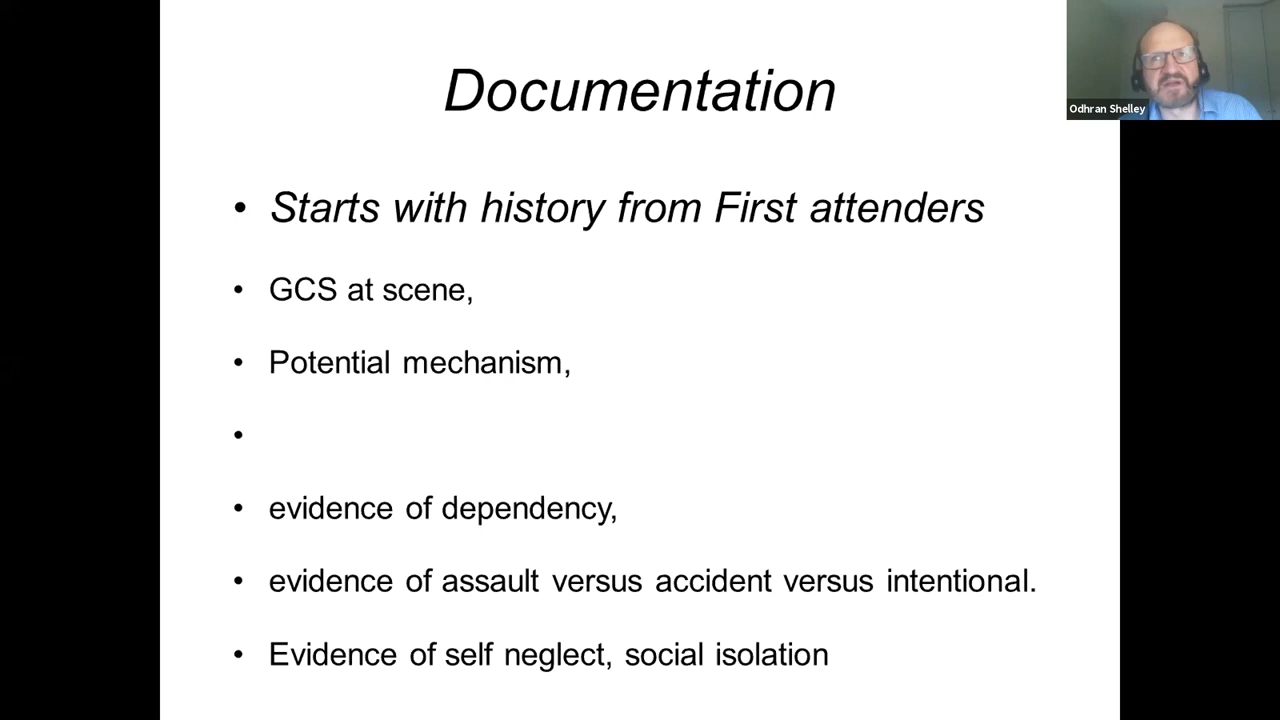 Documentation
Odhran Shelley
• Starts with history from First attenders
• GCS at scene,
• Potential mechanism,
•
• evidence of dependency,
• evidence of assault versus accident versus intentional.
• Evidence of self neglect, social isolation